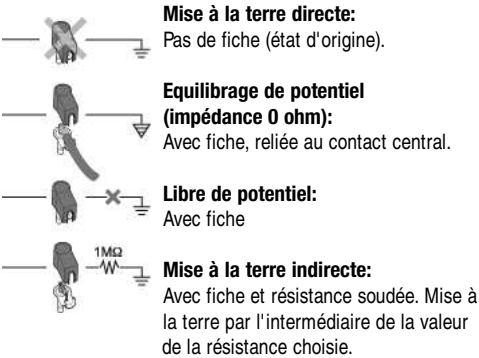 Mise à la terre directe:
Pas de fiche (état d'origine).
Equilibrage de potentiel
(impédance 0 ohm):
Avec fiche, reliée au contact central.
Libre de potentiel:
Avec fiche
1MΩ
Mise à la terre indirecte:
Avec fiche et résistance soudée. Mise à
la terre par l'intermédiaire de la valeur
de la résistance choisie.